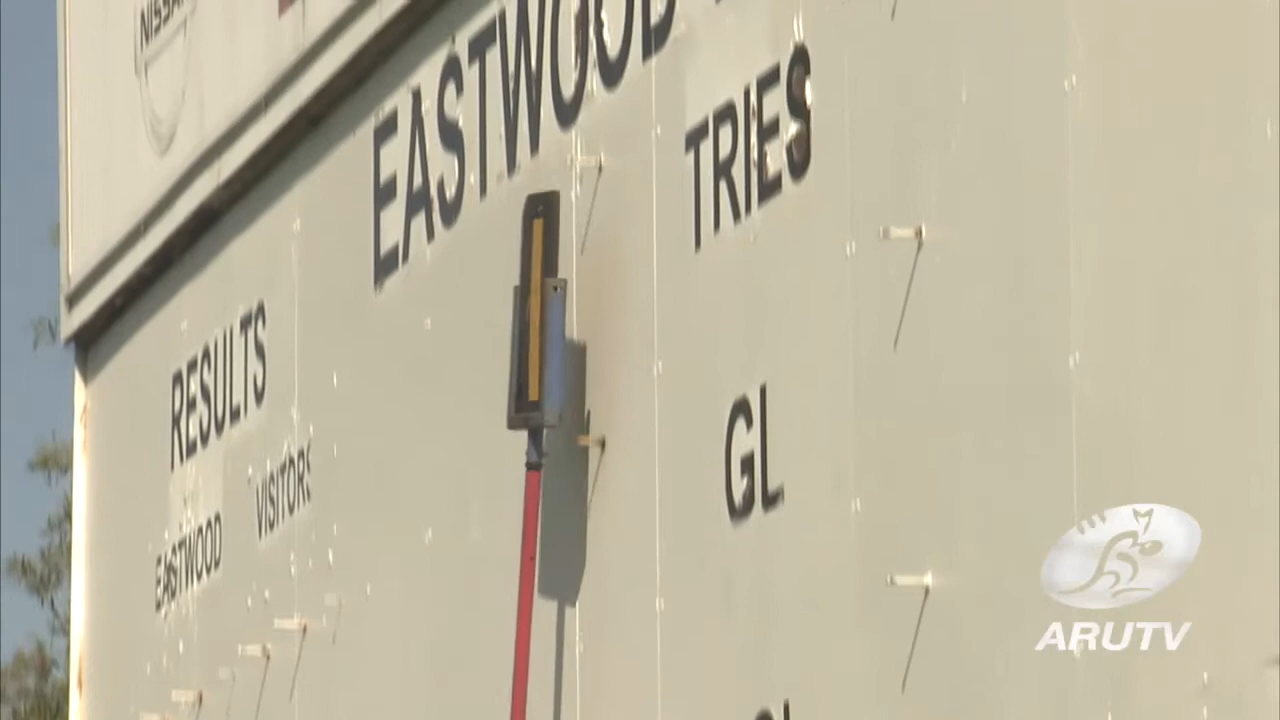 NISSAN
EASTWOOD
TRIES
RESULTS
VISITORS
EASTWOOD
GL
ARUTV